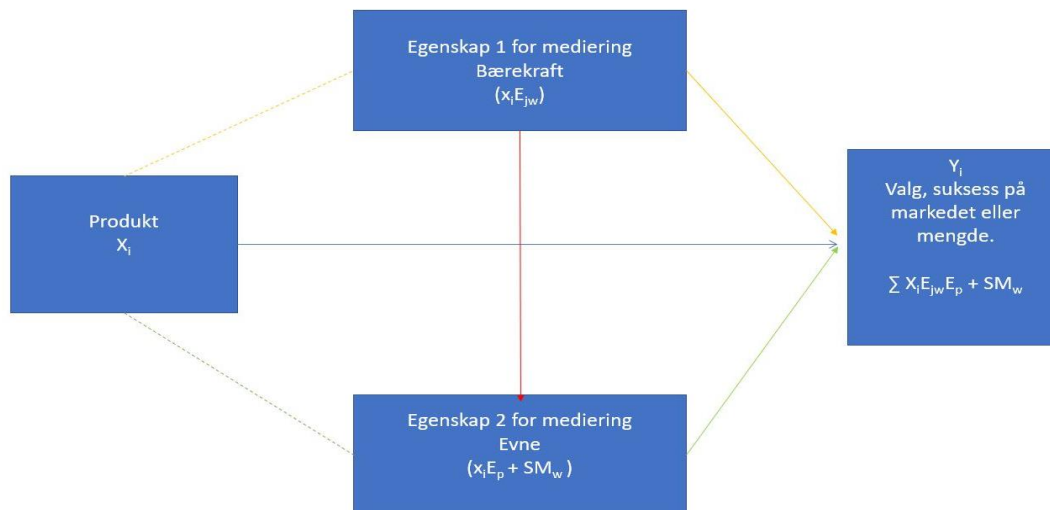 Egenskap 1 for mediering
Bærekraft
(xᵢEⱼw)
Produkt
Xᵢ
Yᵢ
Valg, suksess på
markedet eller
mengde.
∑ XᵢEⱼwEₚ + SMw
Egenskap 2 for mediering
Evne
(xᵢEₚ + SMw )